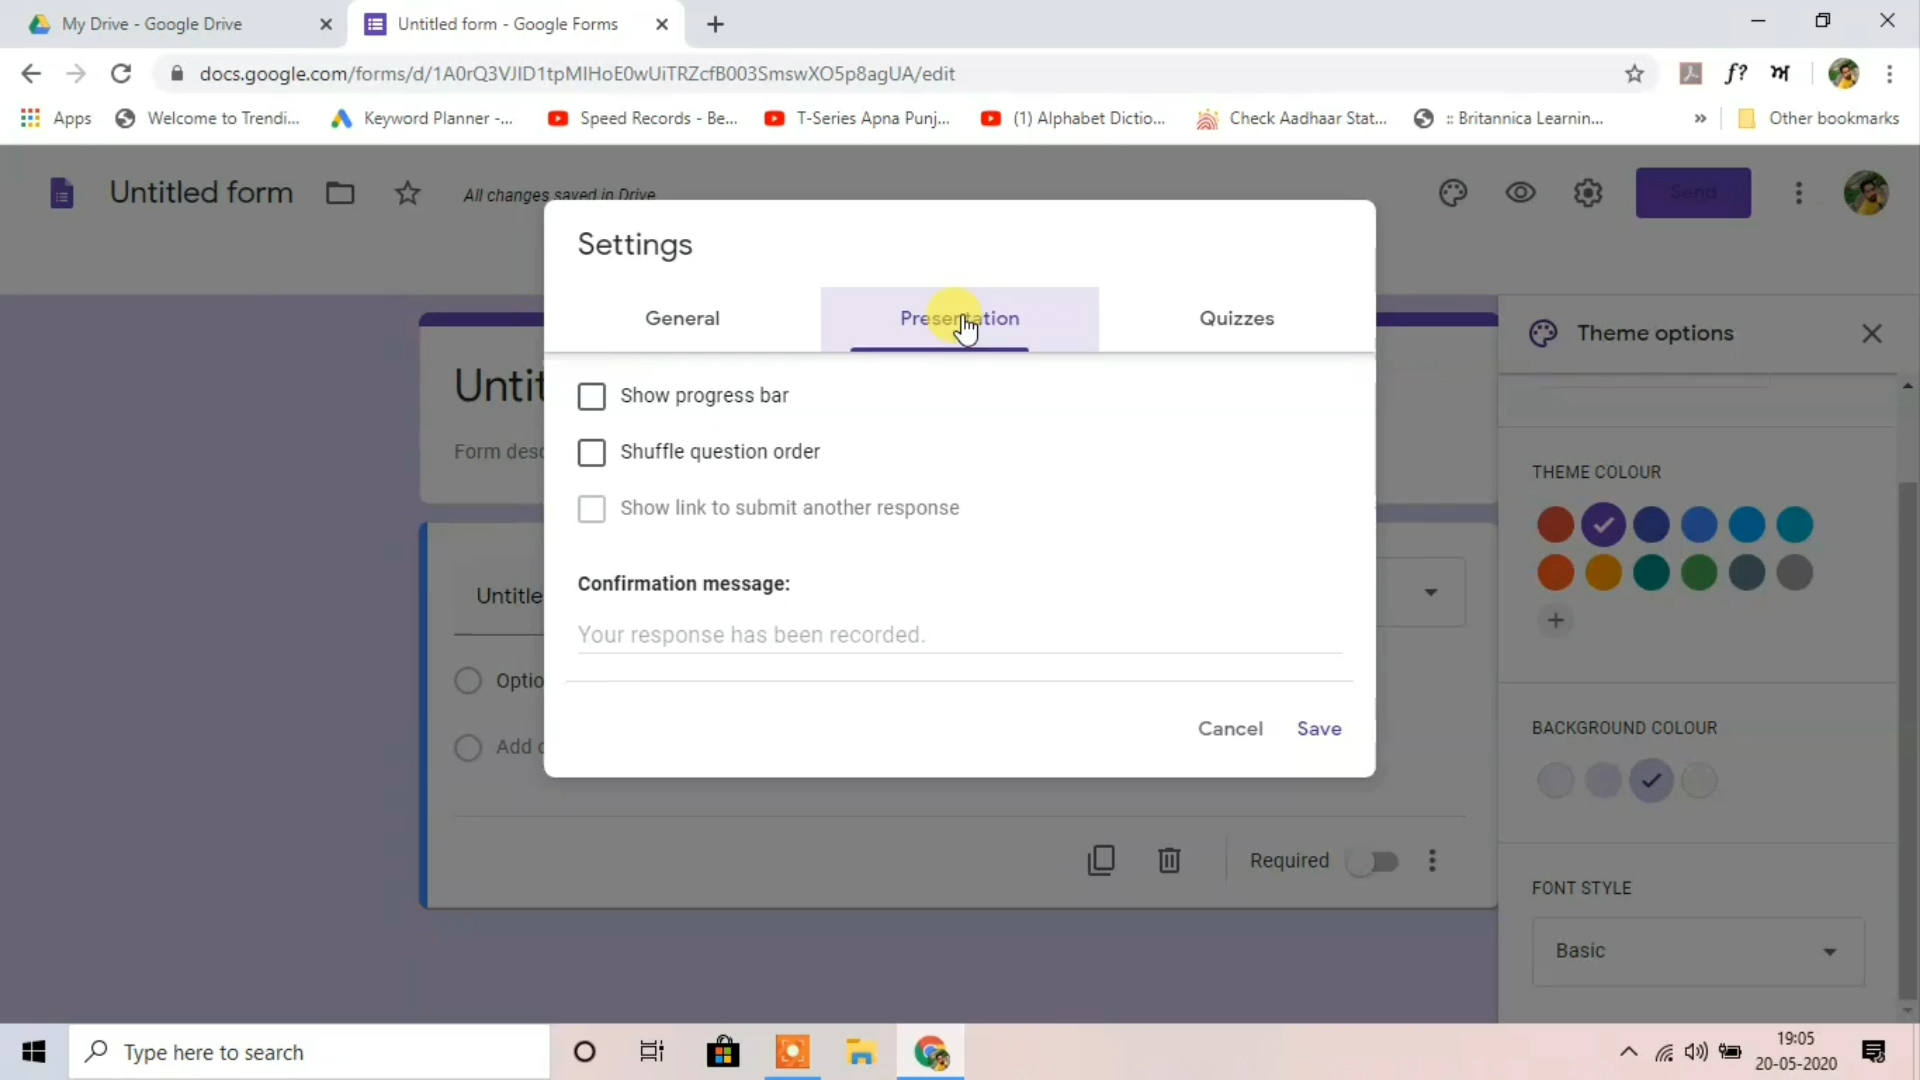 My Drive - Google Drive
Untitled form - Google Forms
docs.google.com/forms/d/1A0rQ3VJID1tpMIHoE0wUiTRZcfB003SmswXO5p8agUA/edit
f?
ਅ
Apps
Welcome to Trendi...
Keyword Planner -...
Speed Records - Be...
T-Series Apna Punj...
(1) Alphabet Dictio...
Check Aadhaar Stat...
:: Britannica Learnin...
»
Other bookmarks
Untitled form
All changes saved in Drive
Send
Settings
General
Presentation
Quizzes
Theme options
Untit
Show progress bar
Form desc
Shuffle question order
THEME COLOUR
Show link to submit another response
Confirmation message:
Untitle
Your response has been recorded.
Optio
Cancel
Save
BACKGROUND COLOUR
Add
Required
FONT STYLE
Basic
Type here to search
19:05
20-05-2020